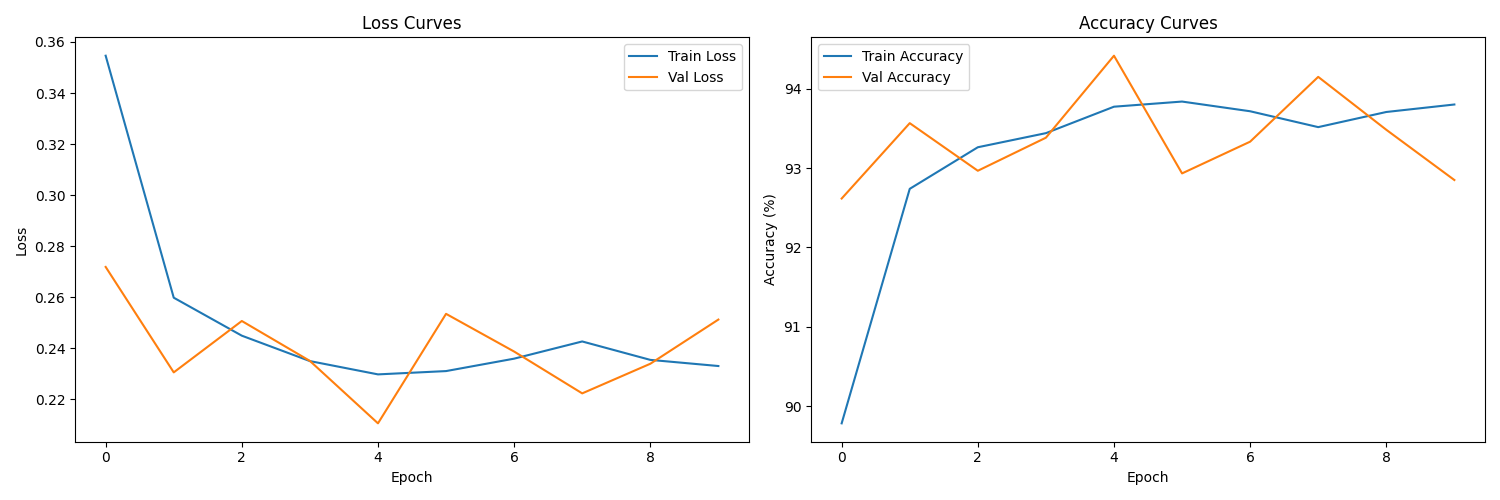 Loss Curves
0.36
0.34
0.32
0.30
0.28
0.26
0.24
0.22
Loss
0 2 4 6 8
Epoch
Train Loss
Val Loss
Accuracy Curves
94
93
92
91
90
Accuracy (%)
0 2 4 6 8
Epoch
Train Accuracy
Val Accuracy